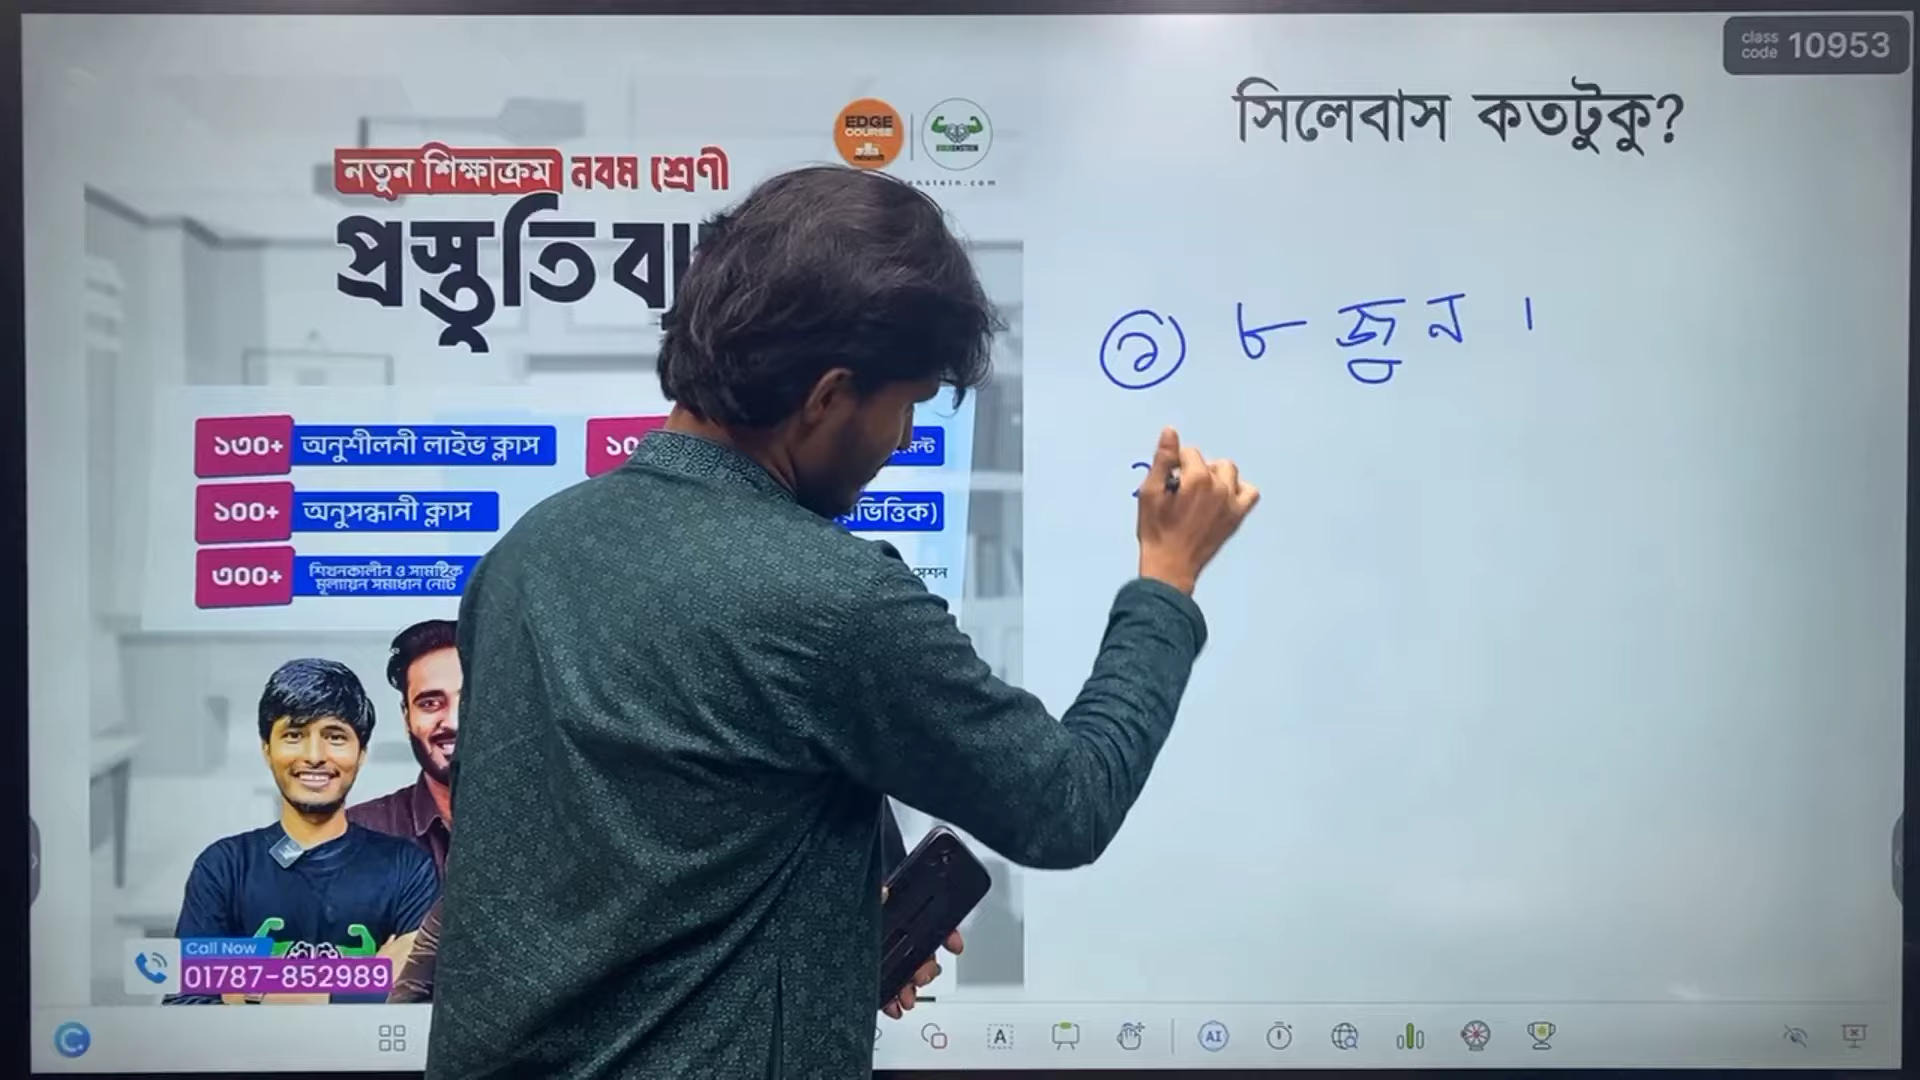 class code 10953
সিলেবাস কতটুকু?
EDGE
COURSE
নতুন শিক্ষাক্রম নবম শ্রেণী
প্রস্তুতি
১৩০+ অনুশীলনী লাইভ ক্লাস
১০০+ অনুসন্ধানী ক্লাস
৩০০+ শিখনকালীন ও সামষ্টিক
মূল্যায়ন সমাধান নোট
১ ৮ জুন ।
Call Now
01787-852989
A
AI